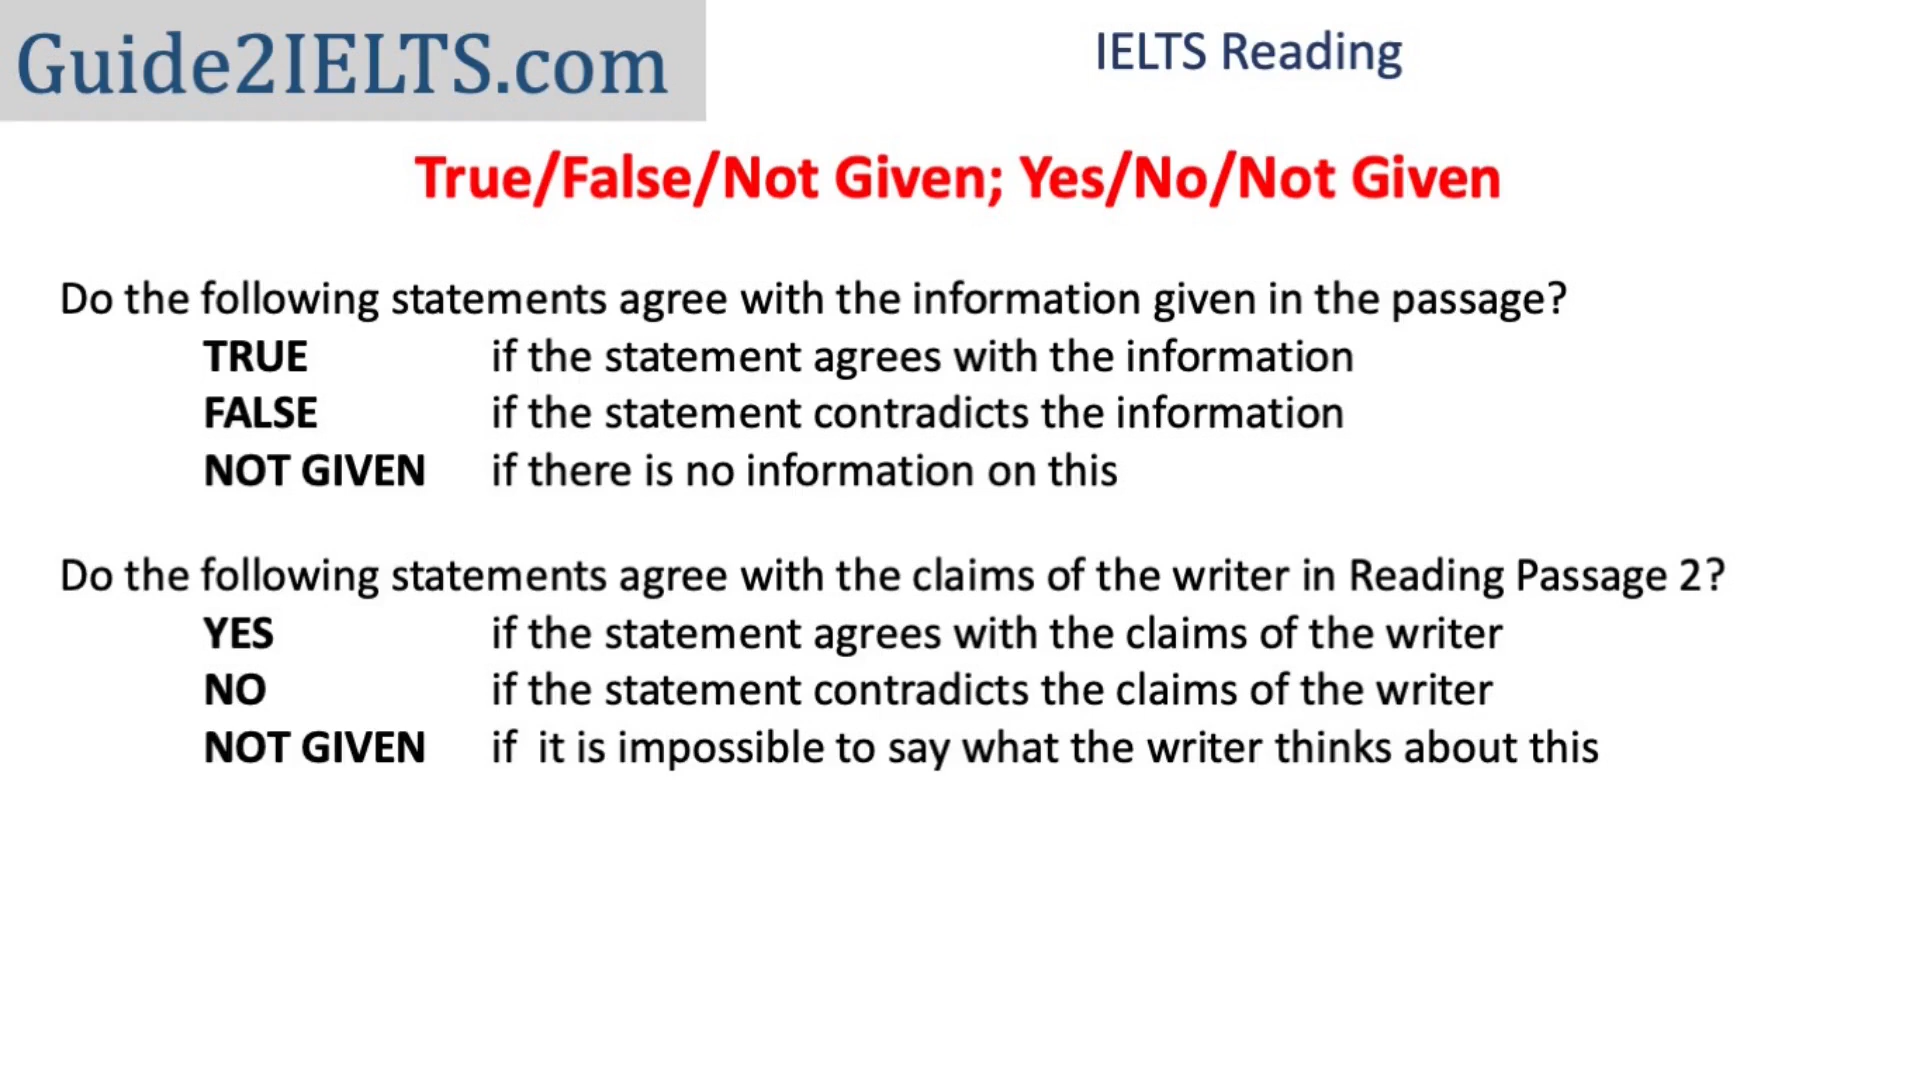 Guide2IELTS.com
IELTS Reading
True/False/Not Given; Yes/No/Not Given
Do the following statements agree with the information given in the passage?
TRUE if the statement agrees with the information
FALSE if the statement contradicts the information
NOT GIVEN if there is no information on this
Do the following statements agree with the claims of the writer in Reading Passage 2?
YES if the statement agrees with the claims of the writer
NO if the statement contradicts the claims of the writer
NOT GIVEN if it is impossible to say what the writer thinks about this